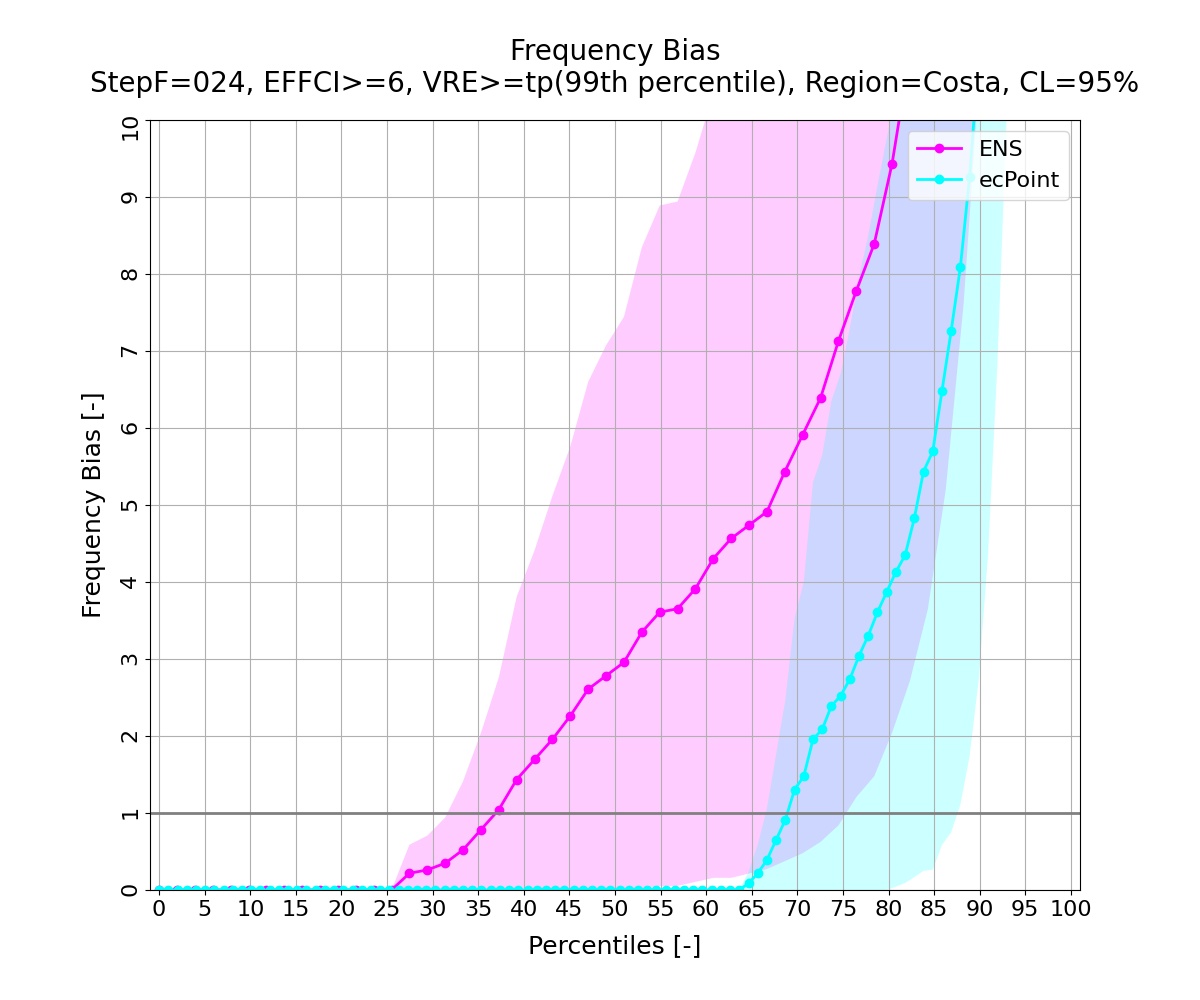 Frequency Bias
StepF=024, EFFCI>=6, VRE>=tp(99th percentile), Region=Costa, CL=95%
10
9
8
7
6
5
4
3
2
1
0
Frequency Bias [-]
ENS
ecPoint
0 5 10 15 20 25 30 35 40 45 50 55 60 65 70 75 80 85 90 95 100
Percentiles [-]